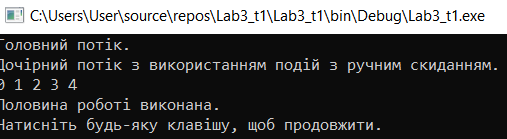 C:\Users\User\source\repos\Lab3_t1\Lab3_t1\bin\Debug\Lab3_t1.exe
Головний потік.
Дочірний потік з використанням подій з ручним скиданням.
0 1 2 3 4
Половина роботі виконана.
Натисніть будь-яку клавішу, щоб продовжити.